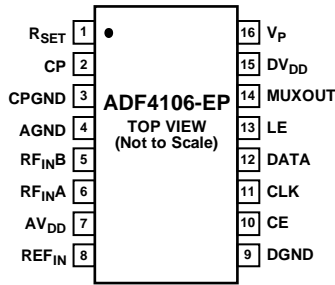 RSET 1 16 VP
CP 2 15 DVDD
CPGND 3 ADF4106-EP 14 MUXOUT
AGND 4 TOP VIEW 13 LE
(Not to Scale)
RFINB 5 12 DATA
RFINA 6 11 CLK
AVDD 7 10 CE
REFIN 8 9 DGND